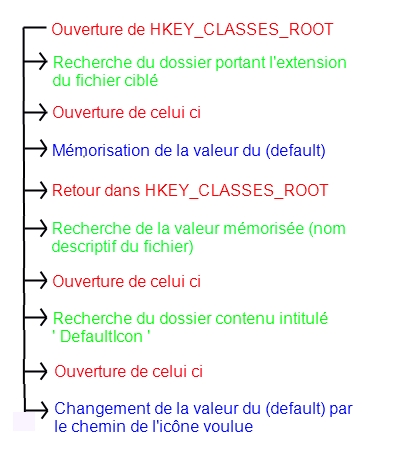 Ouverture de HKEY_CLASSES_ROOT
Recherche du dossier portant l'extension
du fichier ciblé
Ouverture de celui ci
Mémorisation de la valeur du (default)
Retour dans HKEY_CLASSES_ROOT
Recherche de la valeur mémorisée (nom
descriptif du fichier)
Ouverture de celui ci
Recherche du dossier contenu intitulé
' DefaultIcon '
Ouverture de celui ci
Changement de la valeur du (default) par
le chemin de l'icône voulue